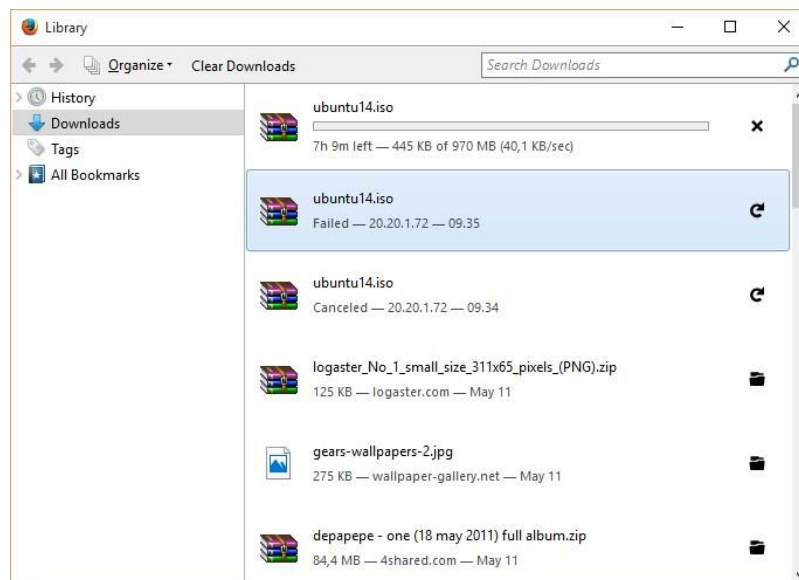 Library
Organize Clear Downloads Search Downloads
History
Downloads
Tags
All Bookmarks
ubuntu14.iso
7h 9m left — 445 KB of 970 MB (40,1 KB/sec)
ubuntu14.iso
Failed — 20.20.1.72 — 09.35
ubuntu14.iso
Canceled — 20.20.1.72 — 09.34
logaster_No_1_small_size_311x65_pixels_(PNG).zip
125 KB — logaster.com — May 11
gears-wallpapers-2.jpg
275 KB — wallpaper-gallery.net — May 11
depapepe - one (18 may 2011) full album.zip
84,4 MB — 4shared.com — May 11